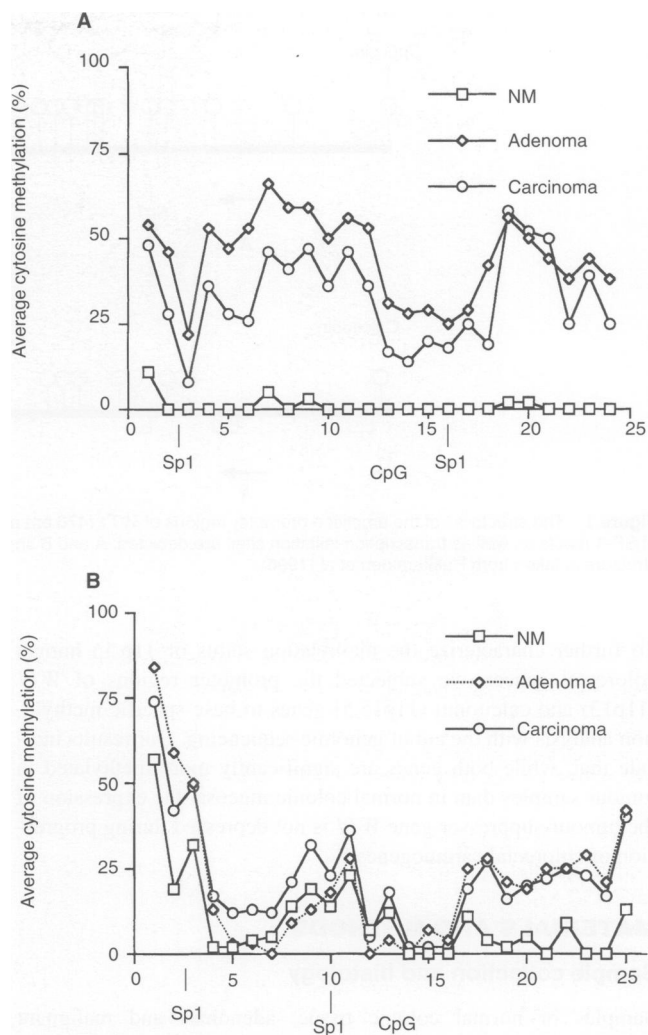 A
Average cytosine methylation (%)
100
75
50
25
0
NM
Adenoma
Carcinoma
0 5 10 15 20 25
Sp1 CpG Sp1
B
Average cytosine methylation (%)
100
75
50
25
0
NM
Adenoma
Carcinoma
0 5 10 15 20 25
Sp1 Sp1 CpG